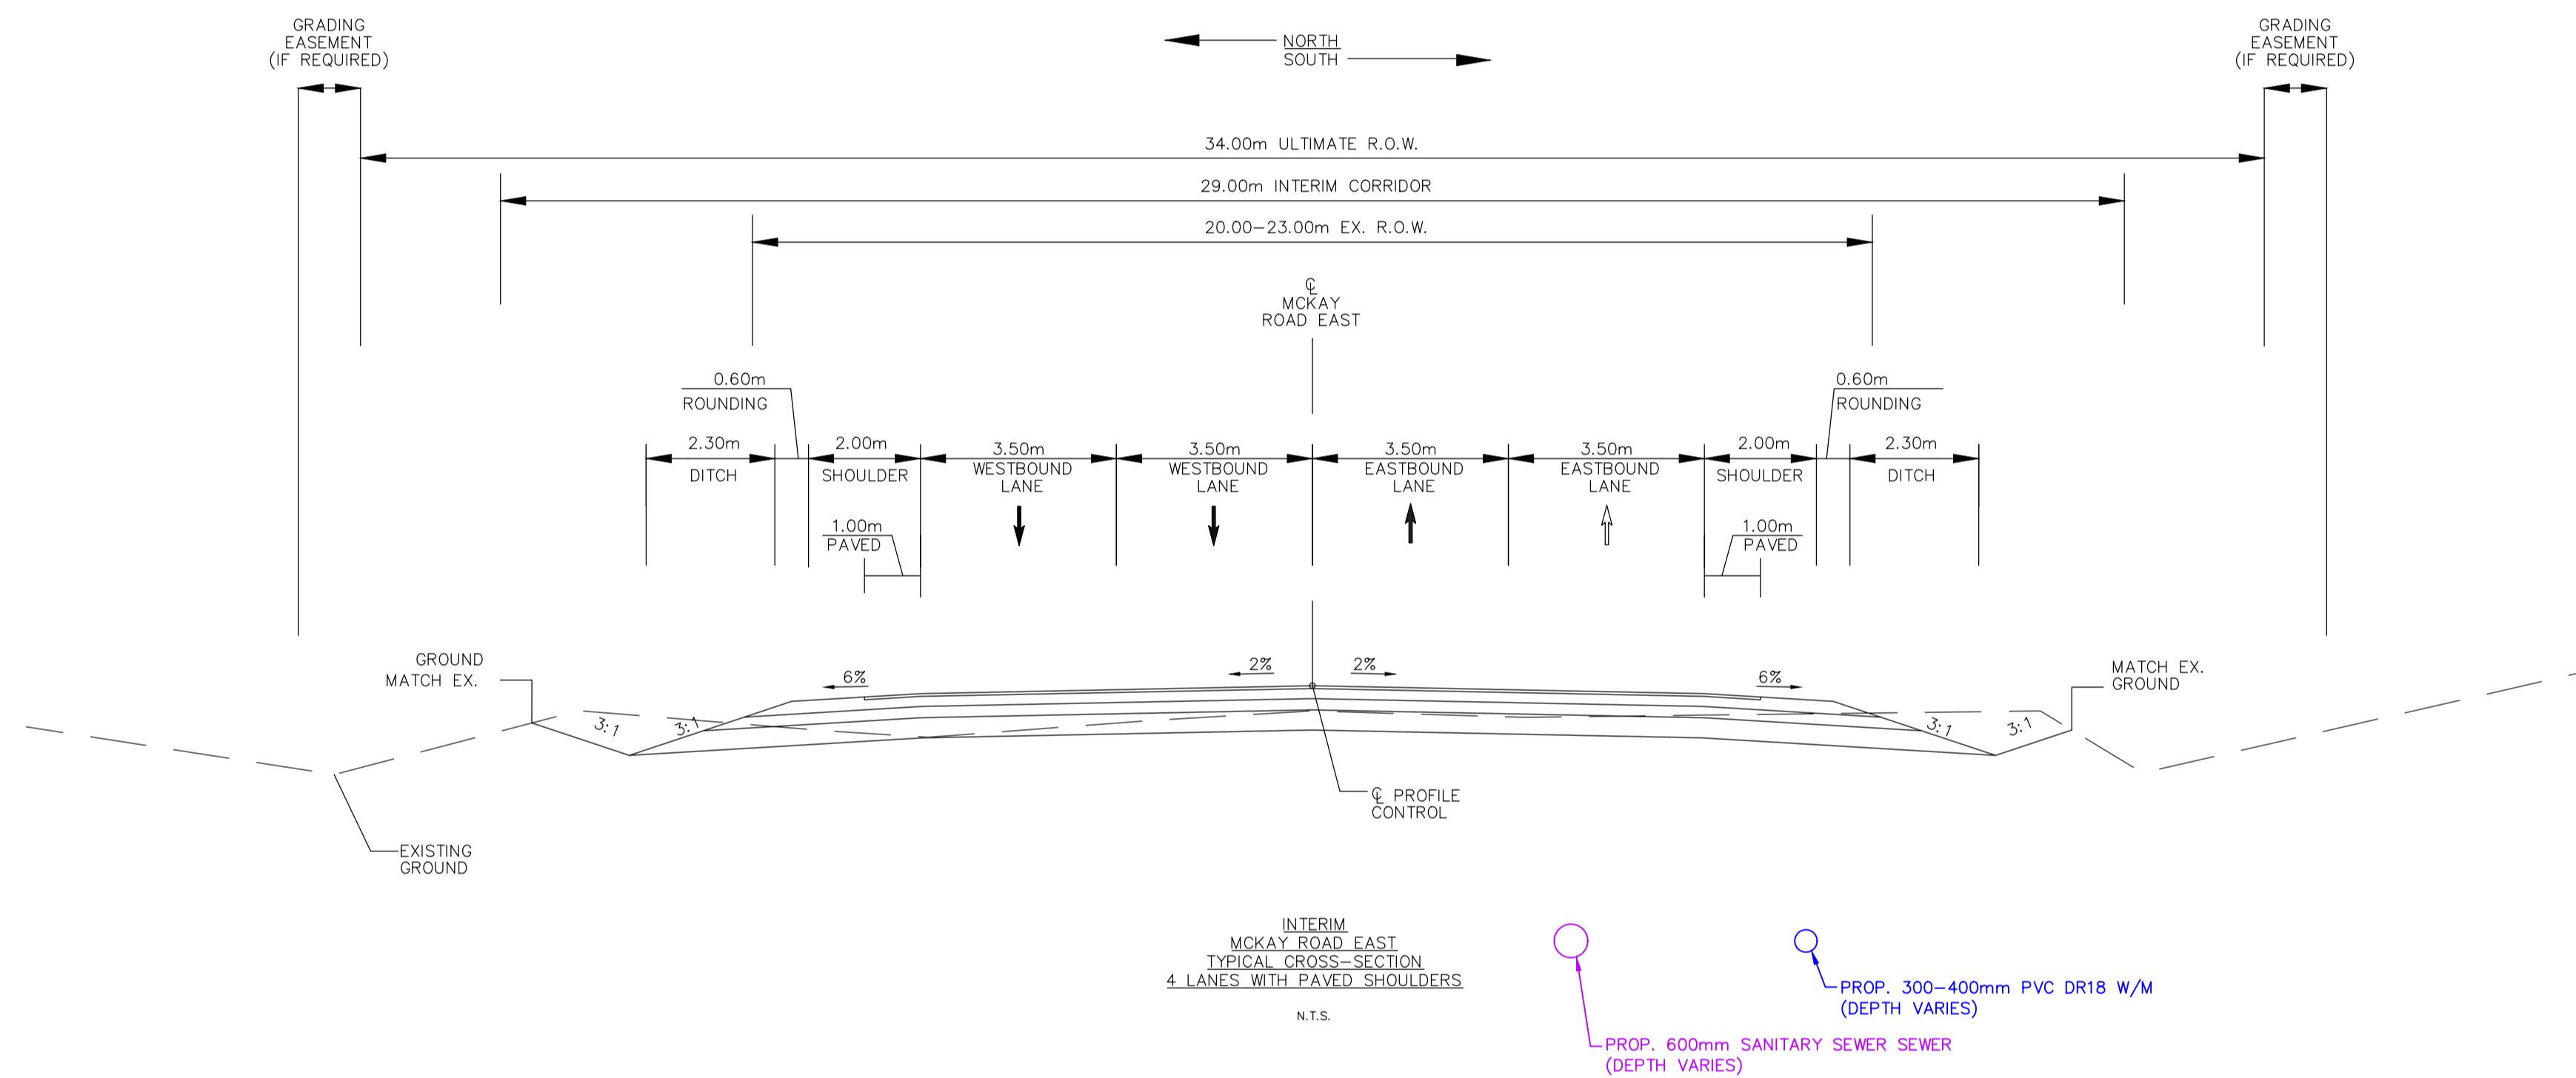 GRADING
EASEMENT
(IF REQUIRED)
NORTH
SOUTH
GRADING
EASEMENT
(IF REQUIRED)
34.00m ULTIMATE R.O.W.
29.00m INTERIM CORRIDOR
20.00-23.00m EX. R.O.W.
℄
MCKAY
ROAD EAST
0.60m
ROUNDING
0.60m
ROUNDING
2.30m
DITCH
2.00m
SHOULDER
3.50m
WESTBOUND
LANE
3.50m
WESTBOUND
LANE
3.50m
EASTBOUND
LANE
3.50m
EASTBOUND
LANE
2.00m
SHOULDER
2.30m
DITCH
1.00m
PAVED
1.00m
PAVED
GROUND
MATCH EX.
6%
2%
2%
6%
MATCH EX.
GROUND
3:1
3:1
3:1
3:1
℄ PROFILE
CONTROL
EXISTING
GROUND
INTERIM
MCKAY ROAD EAST
TYPICAL CROSS-SECTION
4 LANES WITH PAVED SHOULDERS
N.T.S.
PROP. 300-400mm PVC DR18 W/M
(DEPTH VARIES)
PROP. 600mm SANITARY SEWER SEWER
(DEPTH VARIES)